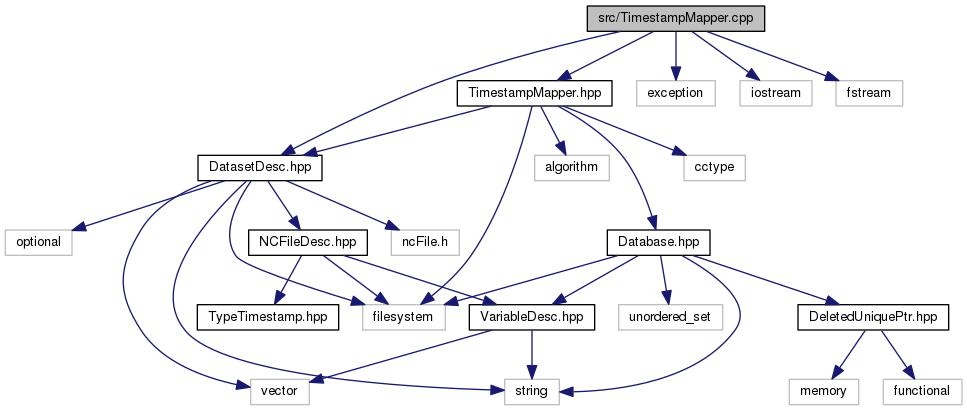 src/TimestampMapper.cpp
TimestampMapper.hpp
exception
iostream
fstream
DatasetDesc.hpp
algorithm
cctype
optional
NCFileDesc.hpp
ncFile.h
Database.hpp
TypeTimestamp.hpp
filesystem
VariableDesc.hpp
unordered_set
DeletedUniquePtr.hpp
vector
string
memory
functional